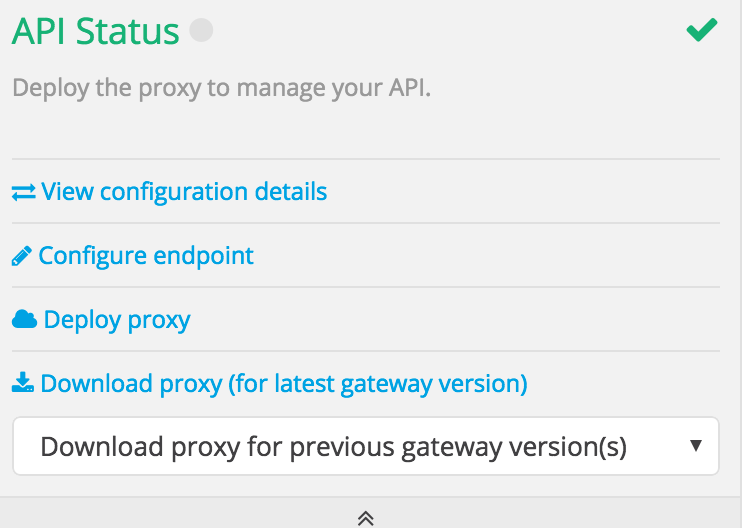 API Status
Deploy the proxy to manage your API.
View configuration details
Configure endpoint
Deploy proxy
Download proxy (for latest gateway version)
Download proxy for previous gateway version(s)